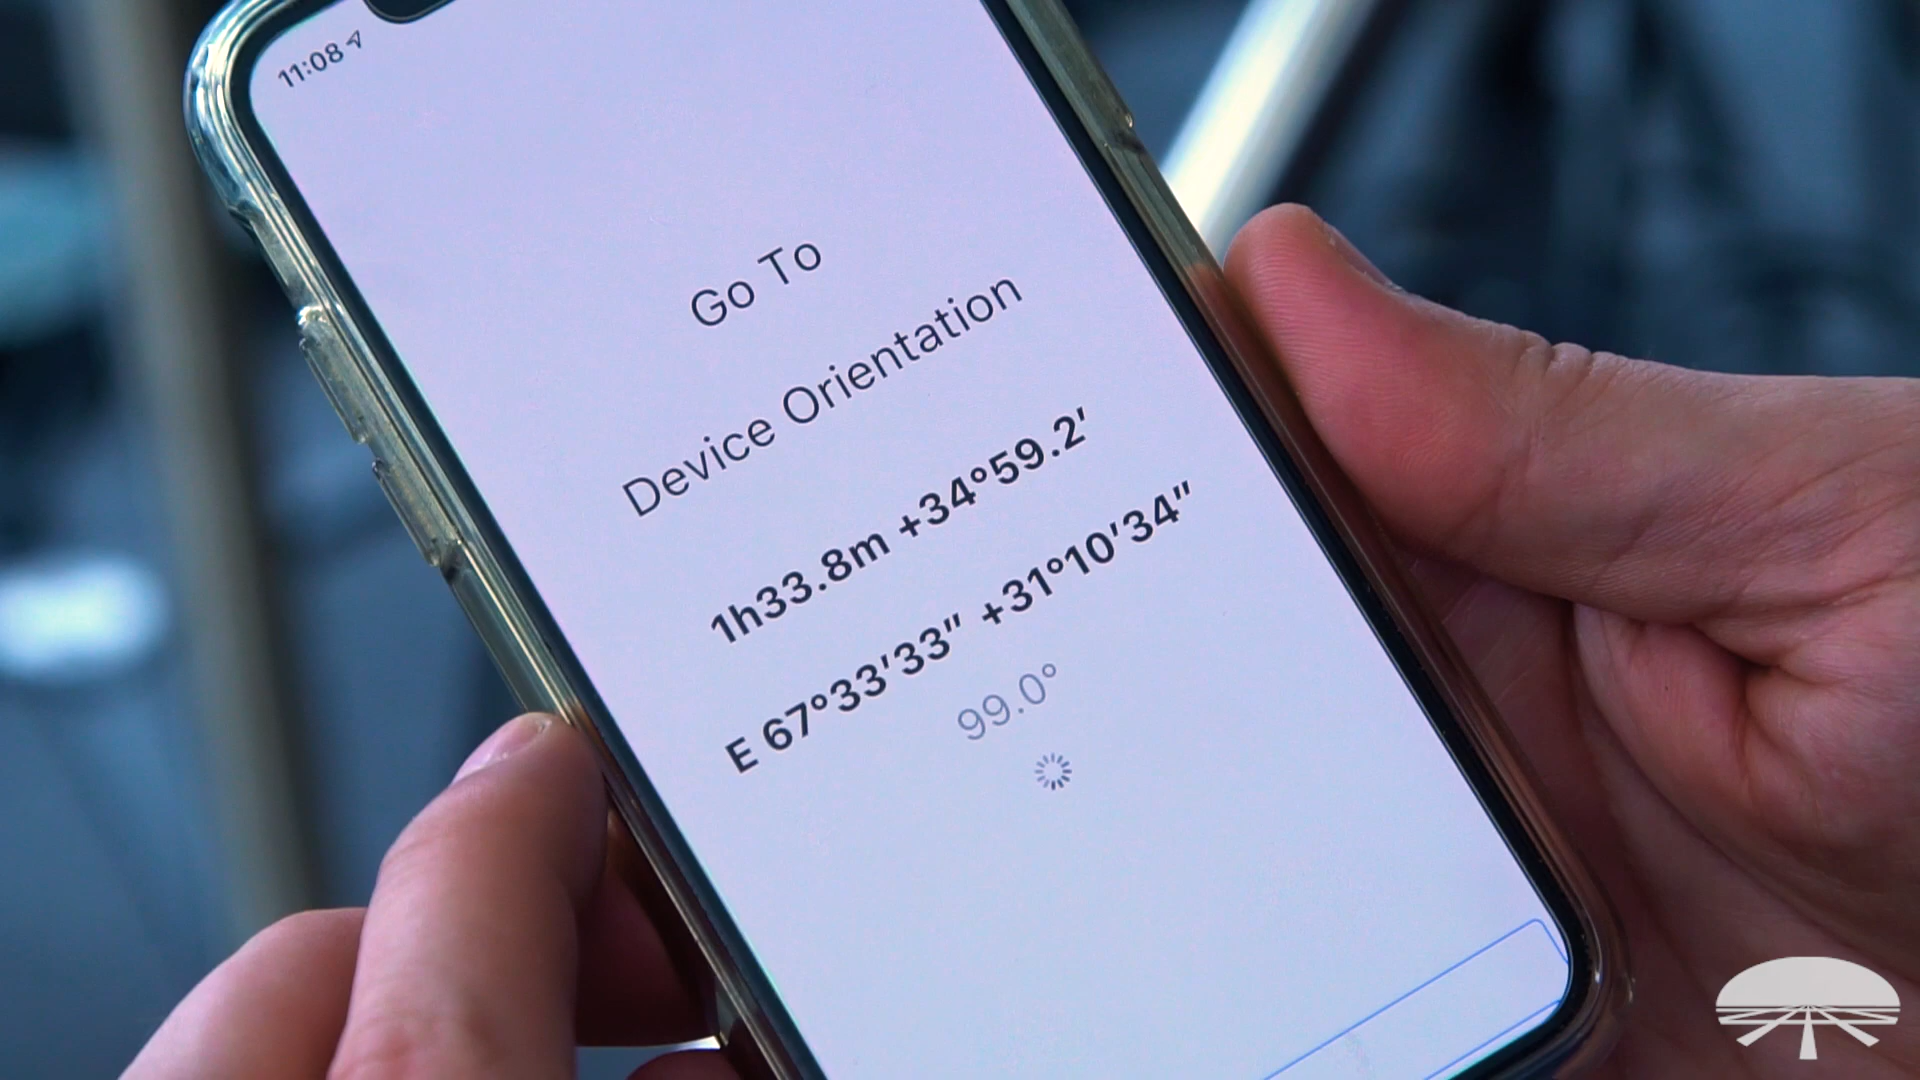 11:08
Go To
Device Orientation
1h33.8m +34°59.2′
E 67°33′33″ +31°10′34″
99.0°